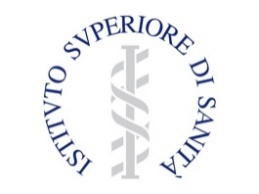 ISTITVTO SVPERIORE DI SANITÀ